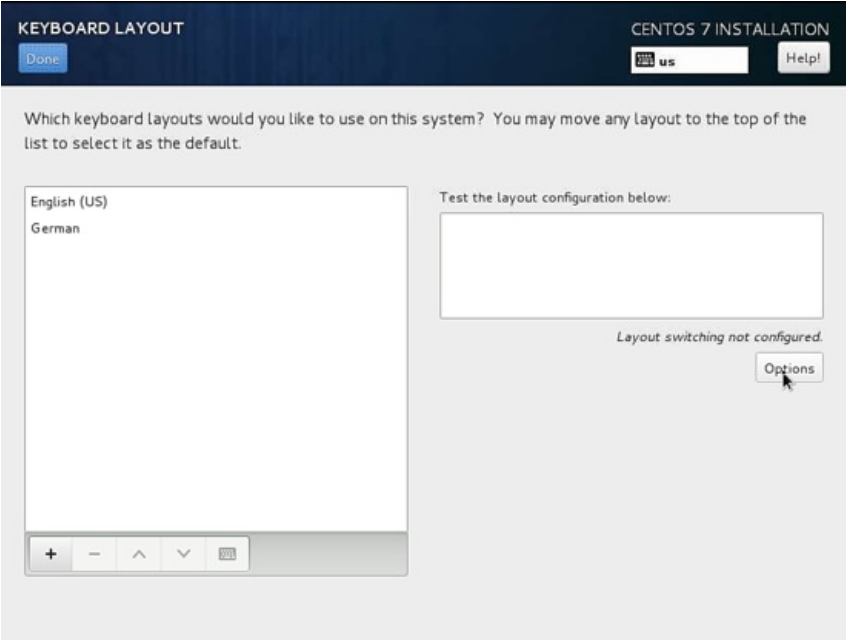 KEYBOARD LAYOUT
CENTOS 7 INSTALLATION
Done
us
Help!
Which keyboard layouts would you like to use on this system? You may move any layout to the top of the
list to select it as the default.
English (US)
German
Test the layout configuration below:
Layout switching not configured.
Options
+ −